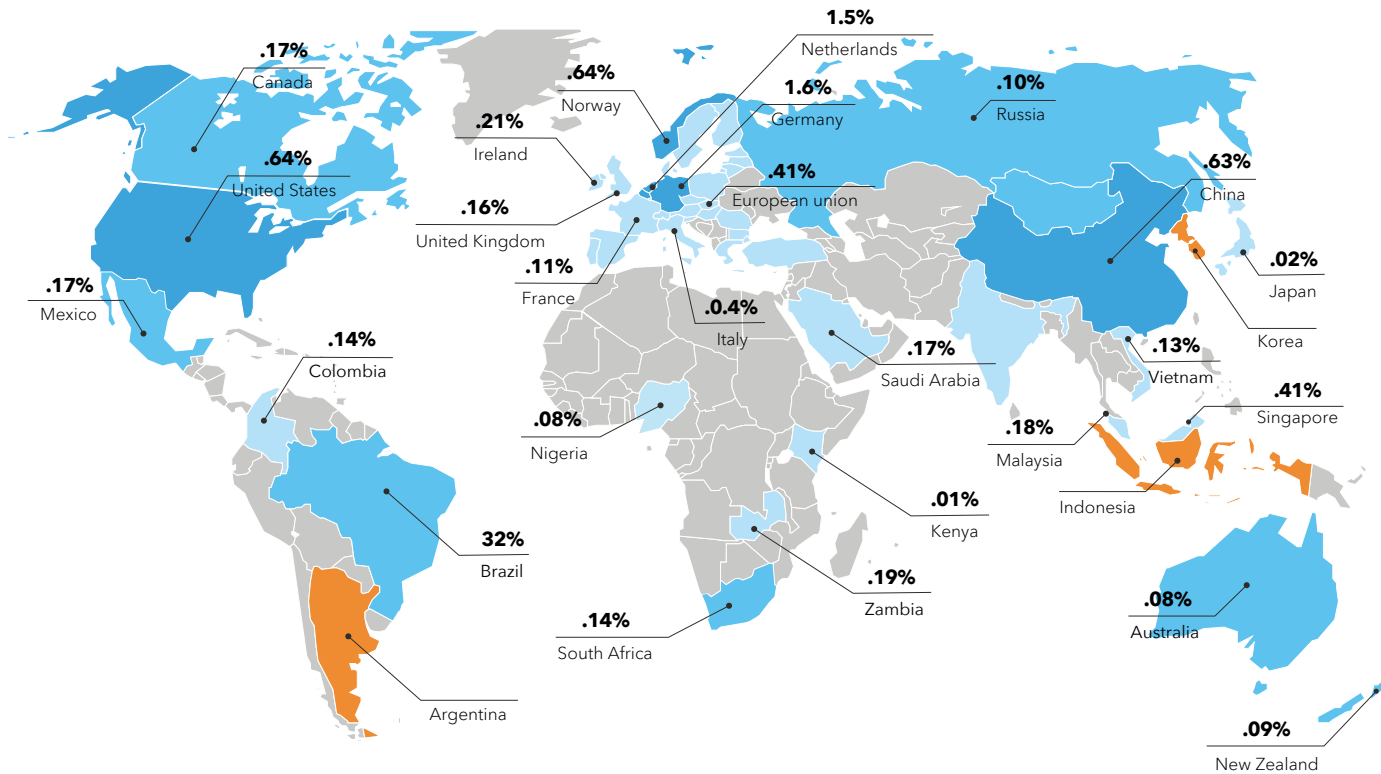 1.5%
Netherlands
.17%
Canada
.64%
Norway
1.6%
Germany
.10%
Russia
.21%
Ireland
.64%
United States
.41%
European union
.63%
China
.16%
United Kingdom
.11%
France
.02%
Japan
.17%
Mexico
.0.4%
Italy
Korea
.14%
Colombia
.17%
Saudi Arabia
.13%
Vietnam
.08%
Nigeria
.18%
Malaysia
.41%
Singapore
Indonesia
.01%
Kenya
32%
Brazil
.19%
Zambia
.14%
South Africa
.08%
Australia
Argentina
.09%
New Zealand